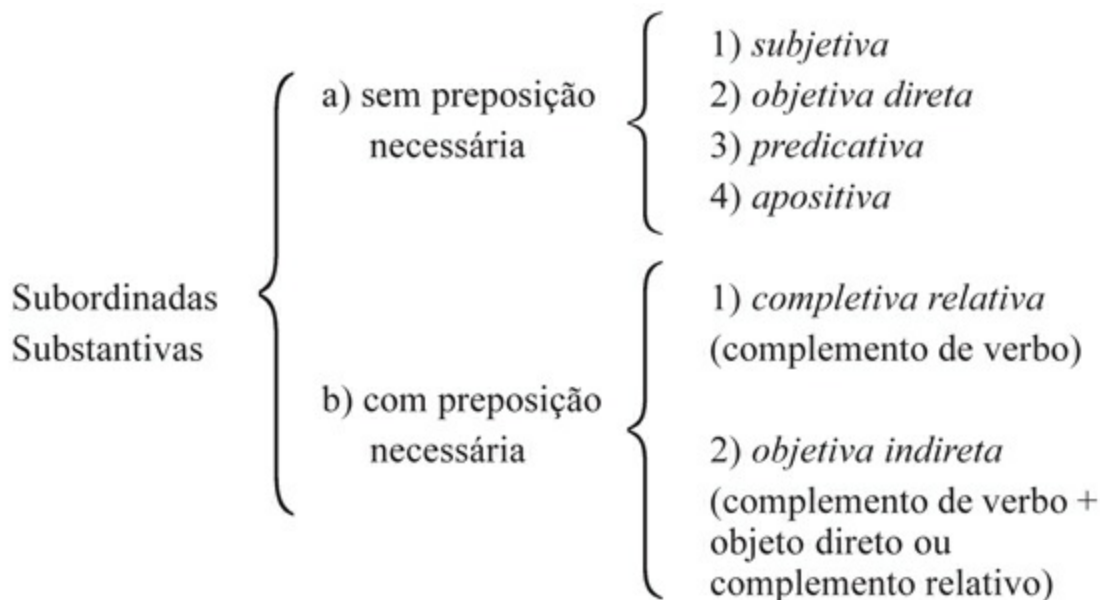 Subordinadas
Substantivas
a) sem preposição
necessária
1) subjetiva
2) objetiva direta
3) predicativa
4) apositiva
b) com preposição
necessária
1) completiva relativa
(complemento de verbo)
2) objetiva indireta
(complemento de verbo +
objeto direto ou
complemento relativo)